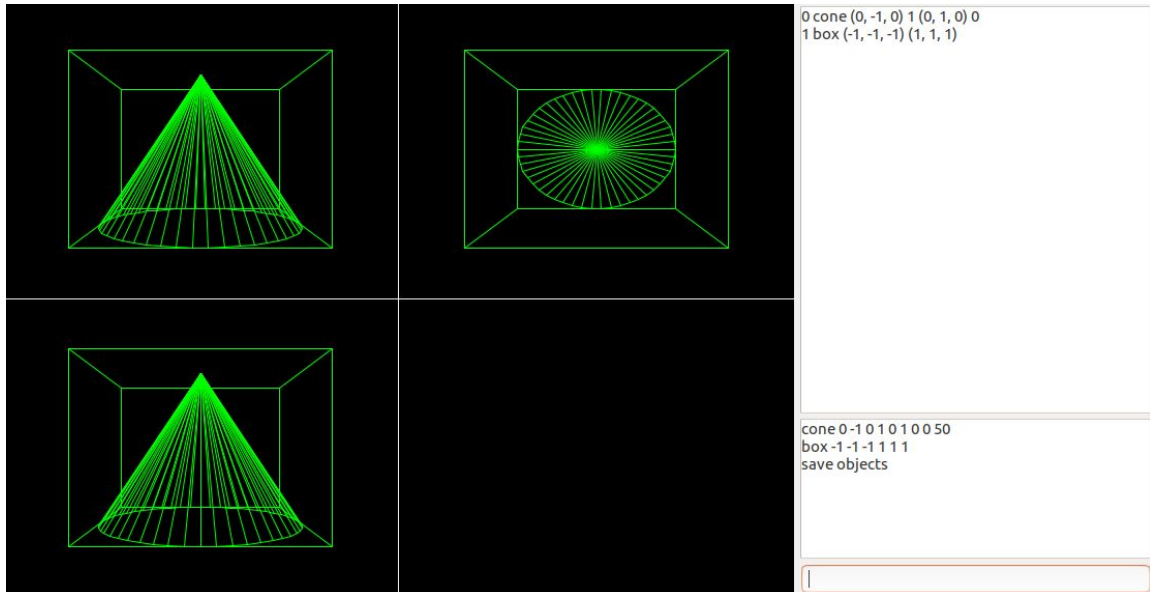 0 cone (0, -1, 0) 1 (0, 1, 0) 0
1 box (-1, -1, -1) (1, 1, 1)
cone 0 -1 0 1 0 1 0 0 50
box -1 -1 -1 1 1 1
save objects